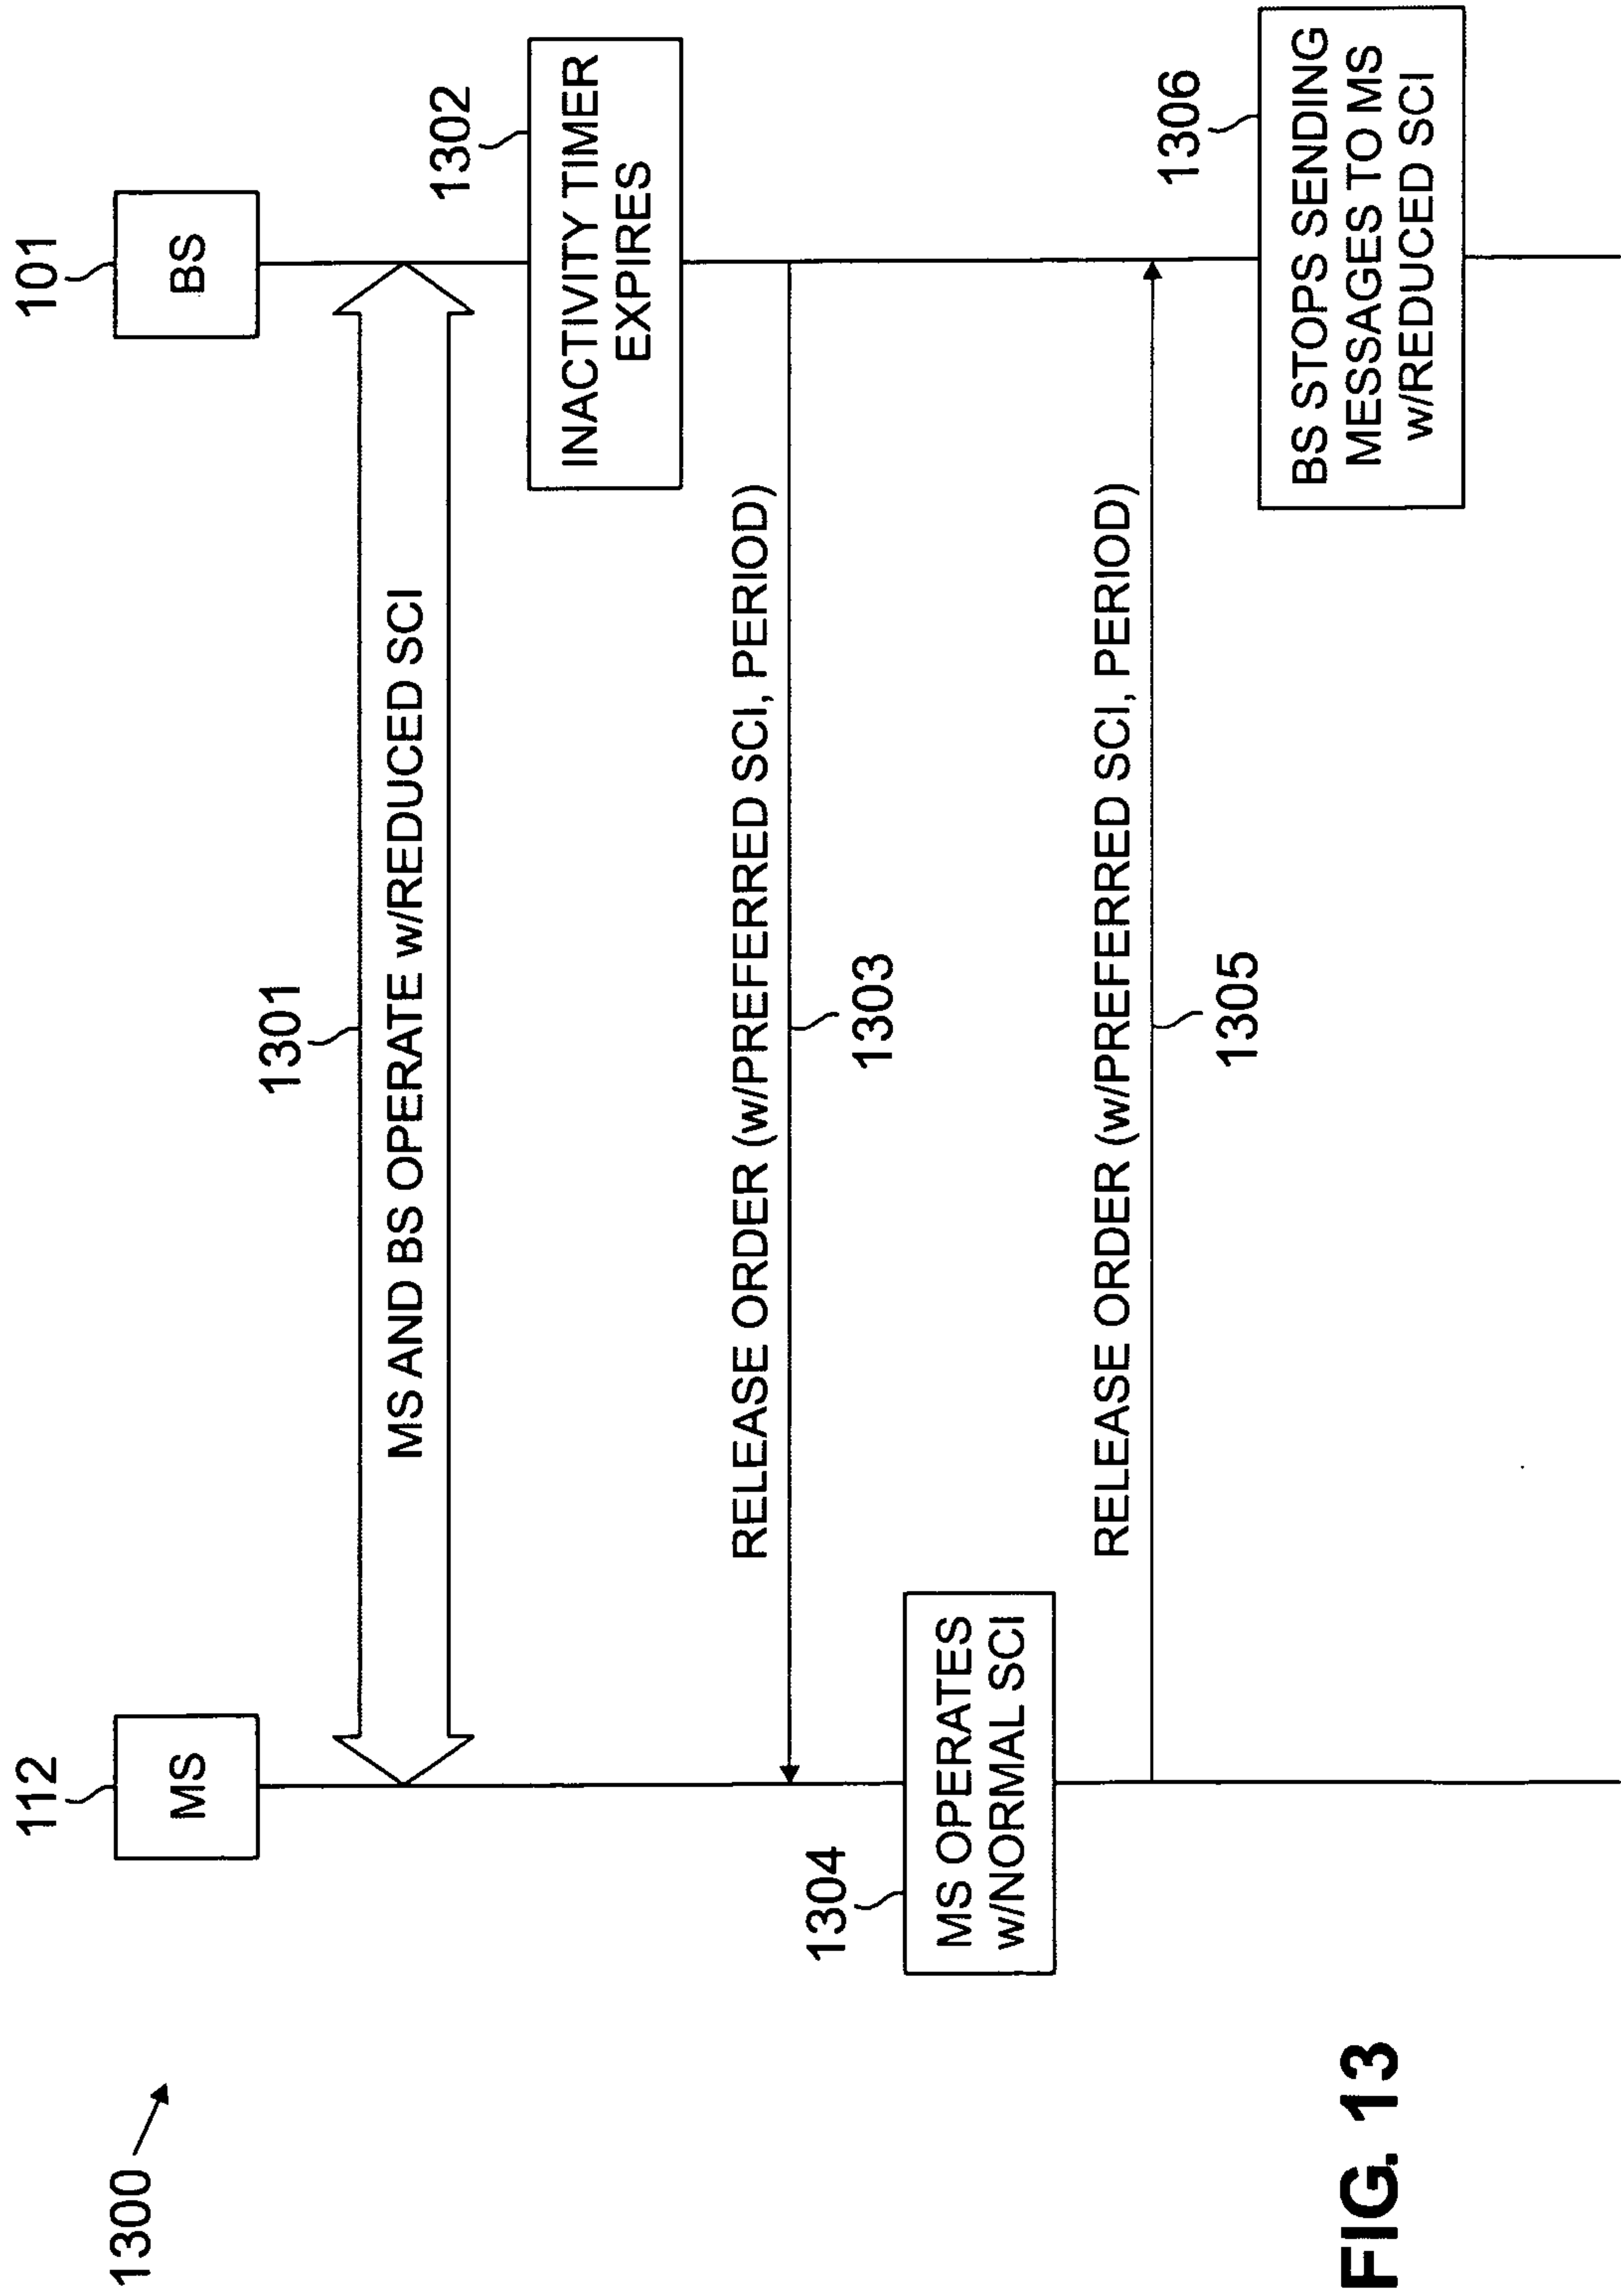 1300
112
MS
101
BS
1301
MS AND BS OPERATE w/REDUCED SCI
1302
INACTIVITY TIMER
EXPIRES
RELEASE ORDER (w/PREFERRED SCI, PERIOD)
1303
1304
MS OPERATES
w/NORMAL SCI
RELEASE ORDER (w/PREFERRED SCI, PERIOD)
1305
1306
BS STOPS SENDING
MESSAGES TO MS
w/REDUCED SCI
FIG. 13